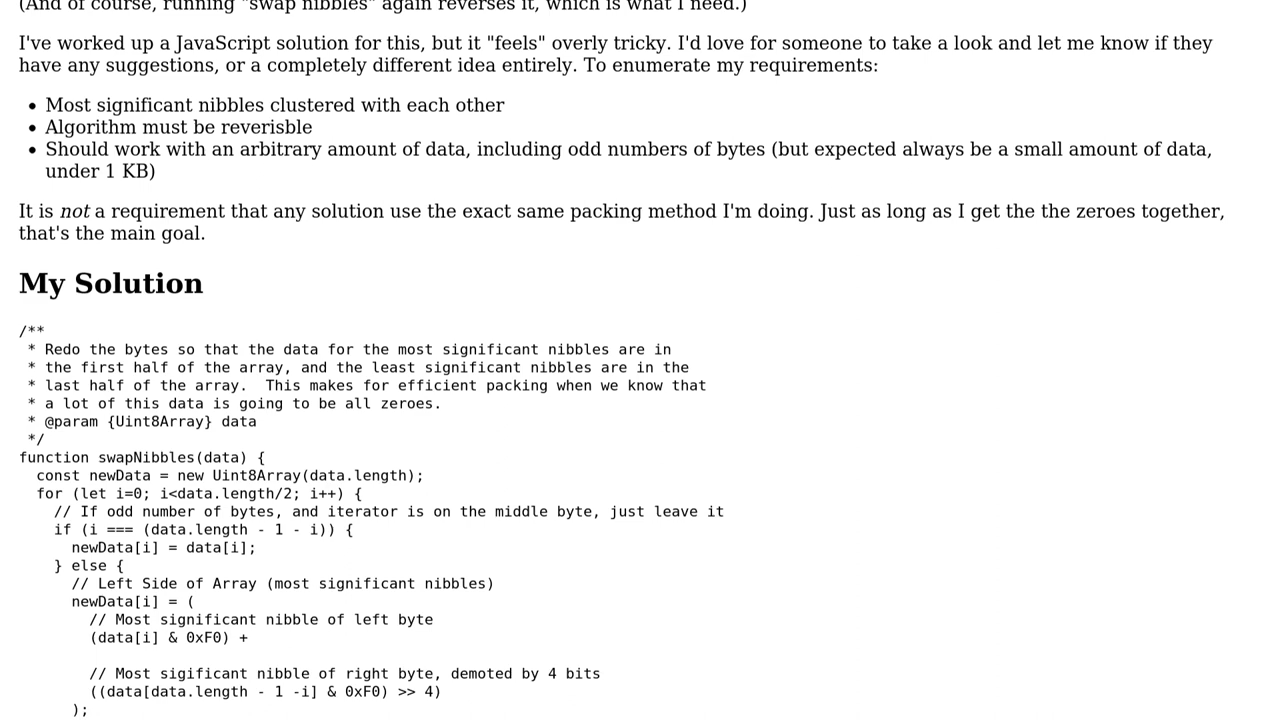 (And of course, running "swap nibbles" again reverses it, which is what I need.)
I've worked up a JavaScript solution for this, but it "feels" overly tricky. I'd love for someone to take a look and let me know if they
have any suggestions, or a completely different idea entirely. To enumerate my requirements:
• Most significant nibbles clustered with each other
• Algorithm must be reverisble
• Should work with an arbitrary amount of data, including odd numbers of bytes (but expected always be a small amount of data,
under 1 KB)
It is not a requirement that any solution use the exact same packing method I'm doing. Just as long as I get the the zeroes together,
that's the main goal.
My Solution
/**
 * Redo the bytes so that the data for the most significant nibbles are in
 * the first half of the array, and the least significant nibbles are in the
 * last half of the array.  This makes for efficient packing when we know that
 * a lot of this data is going to be all zeroes.
 * @param {Uint8Array} data
 */
function swapNibbles(data) {
  const newData = new Uint8Array(data.length);
  for (let i=0; i<data.length/2; i++) {
    // If odd number of bytes, and iterator is on the middle byte, just leave it
    if (i === (data.length - 1 - i)) {
      newData[i] = data[i];
    } else {
      // Left Side of Array (most significant nibbles)
      newData[i] = (
        // Most significant nibble of left byte
        (data[i] & 0xF0) +
        // Most sigificant nibble of right byte, demoted by 4 bits
        ((data[data.length - 1 -i] & 0xF0) >> 4)
      );